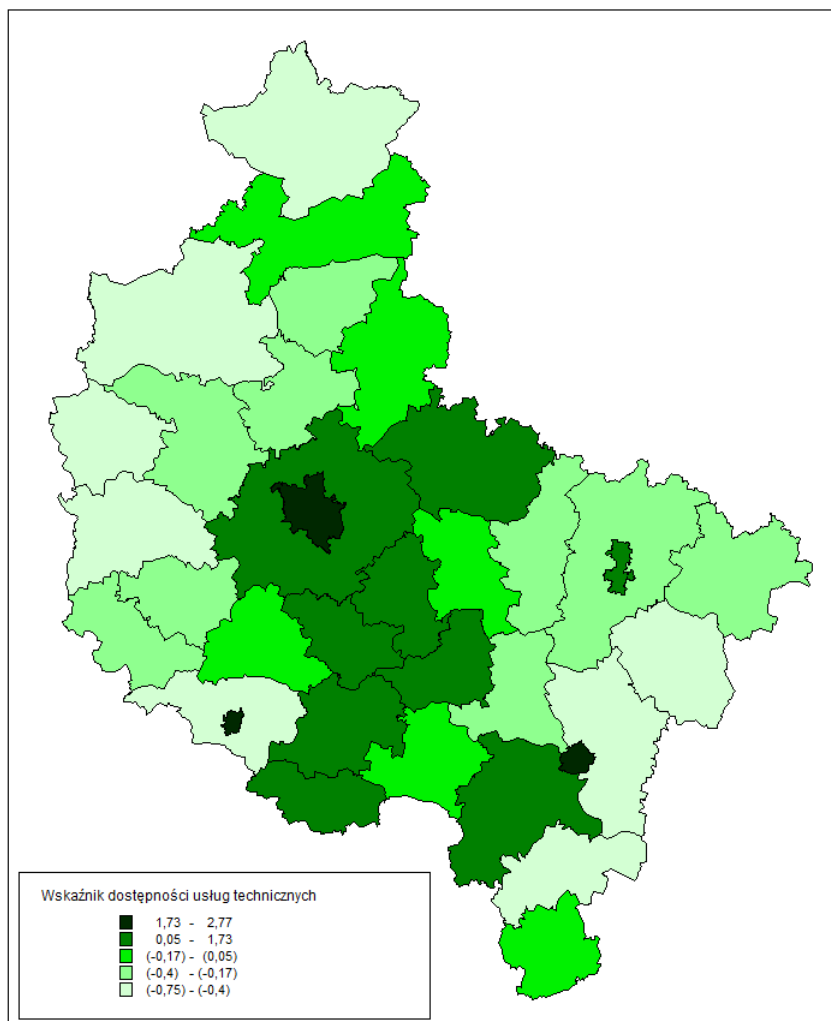 Wskaźnik dostępności usług technicznych
1,73 - 2,77
0,05 - 1,73
(-0,17) - (0,05)
(-0,4) - (-0,17)
(-0,75) - (-0,4)